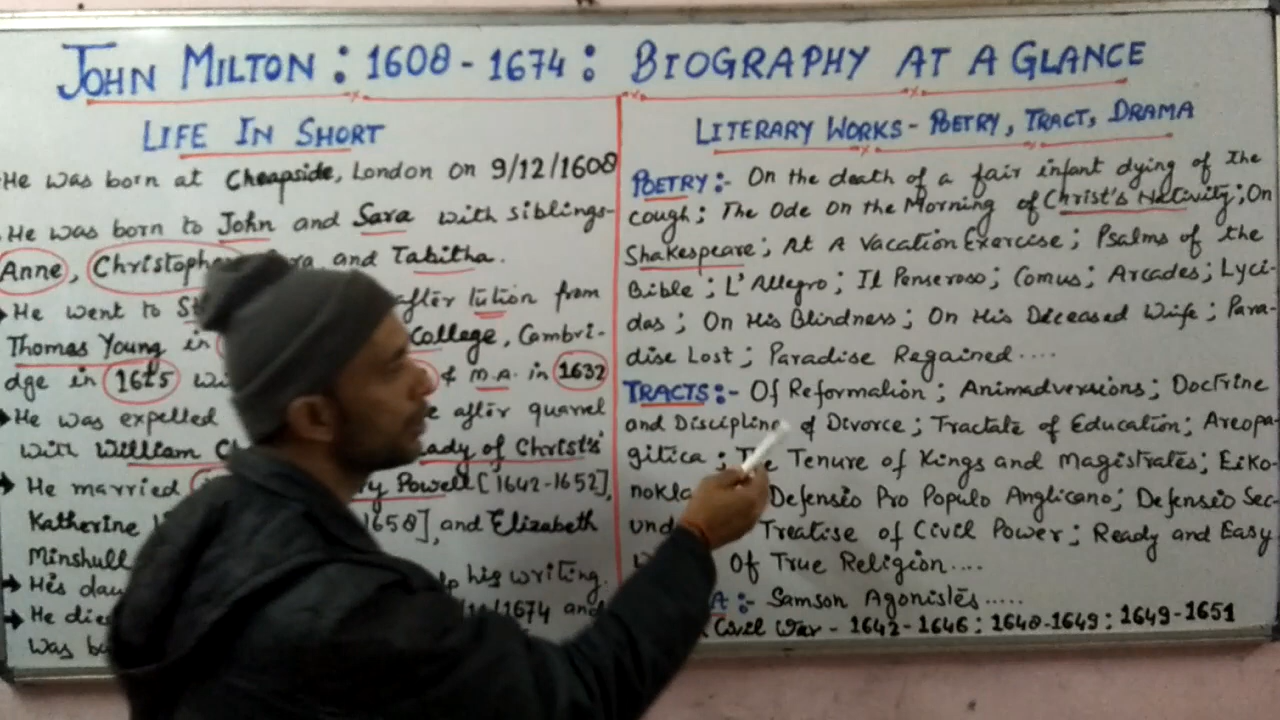 JOHN MILTON : 1608 - 1674 : BIOGRAPHY AT A GLANCE
LIFE IN SHORT
He was born at Cheapside, London on 9/12/1608
He was born to John and Sara with siblings-
Anne, and Tabitha.
He went to after tution from
Thomas Young in College, Cambri-
dge in 1625 & M.A. in 1632
He was expelled after quarrel
with William of Christ's'
He married Powell [1642-1652],
Katherine 1658], and Elizabeth
Minshull
His his writing.
He 1674 and
was
LITERARY WORKS - POETRY, TRACT, DRAMA
POETRY :- On the death of a fair infant dying of the
cough ; The Ode on the Morning of Christ's Nativity ; On
Shakespeare ; At A Vacation Exercise ; Psalms of the
Bible ; L'Allegro ; Il Penseroso ; Comus ; Arcades ; Lyci-
das ; On His Blindness ; On His Deceased Wife ; Para-
dise Lost ; Paradise Regained ....
TRACTS :- Of Reformation ; Animadversions ; Doctrine
and Discipline of Divorce ; Tractate of Education ; Areopa-
gitica ; The Tenure of Kings and Magistrates ; Eiko-
nokla Defensio Pro Populo Anglicano ; Defensio Sec-
und Treatise of Civil Power ; Ready and Easy
Of True Religion ....
A :- Samson Agonistes .....
Civil War - 1642-1646 : 1648-1649 : 1649-1651